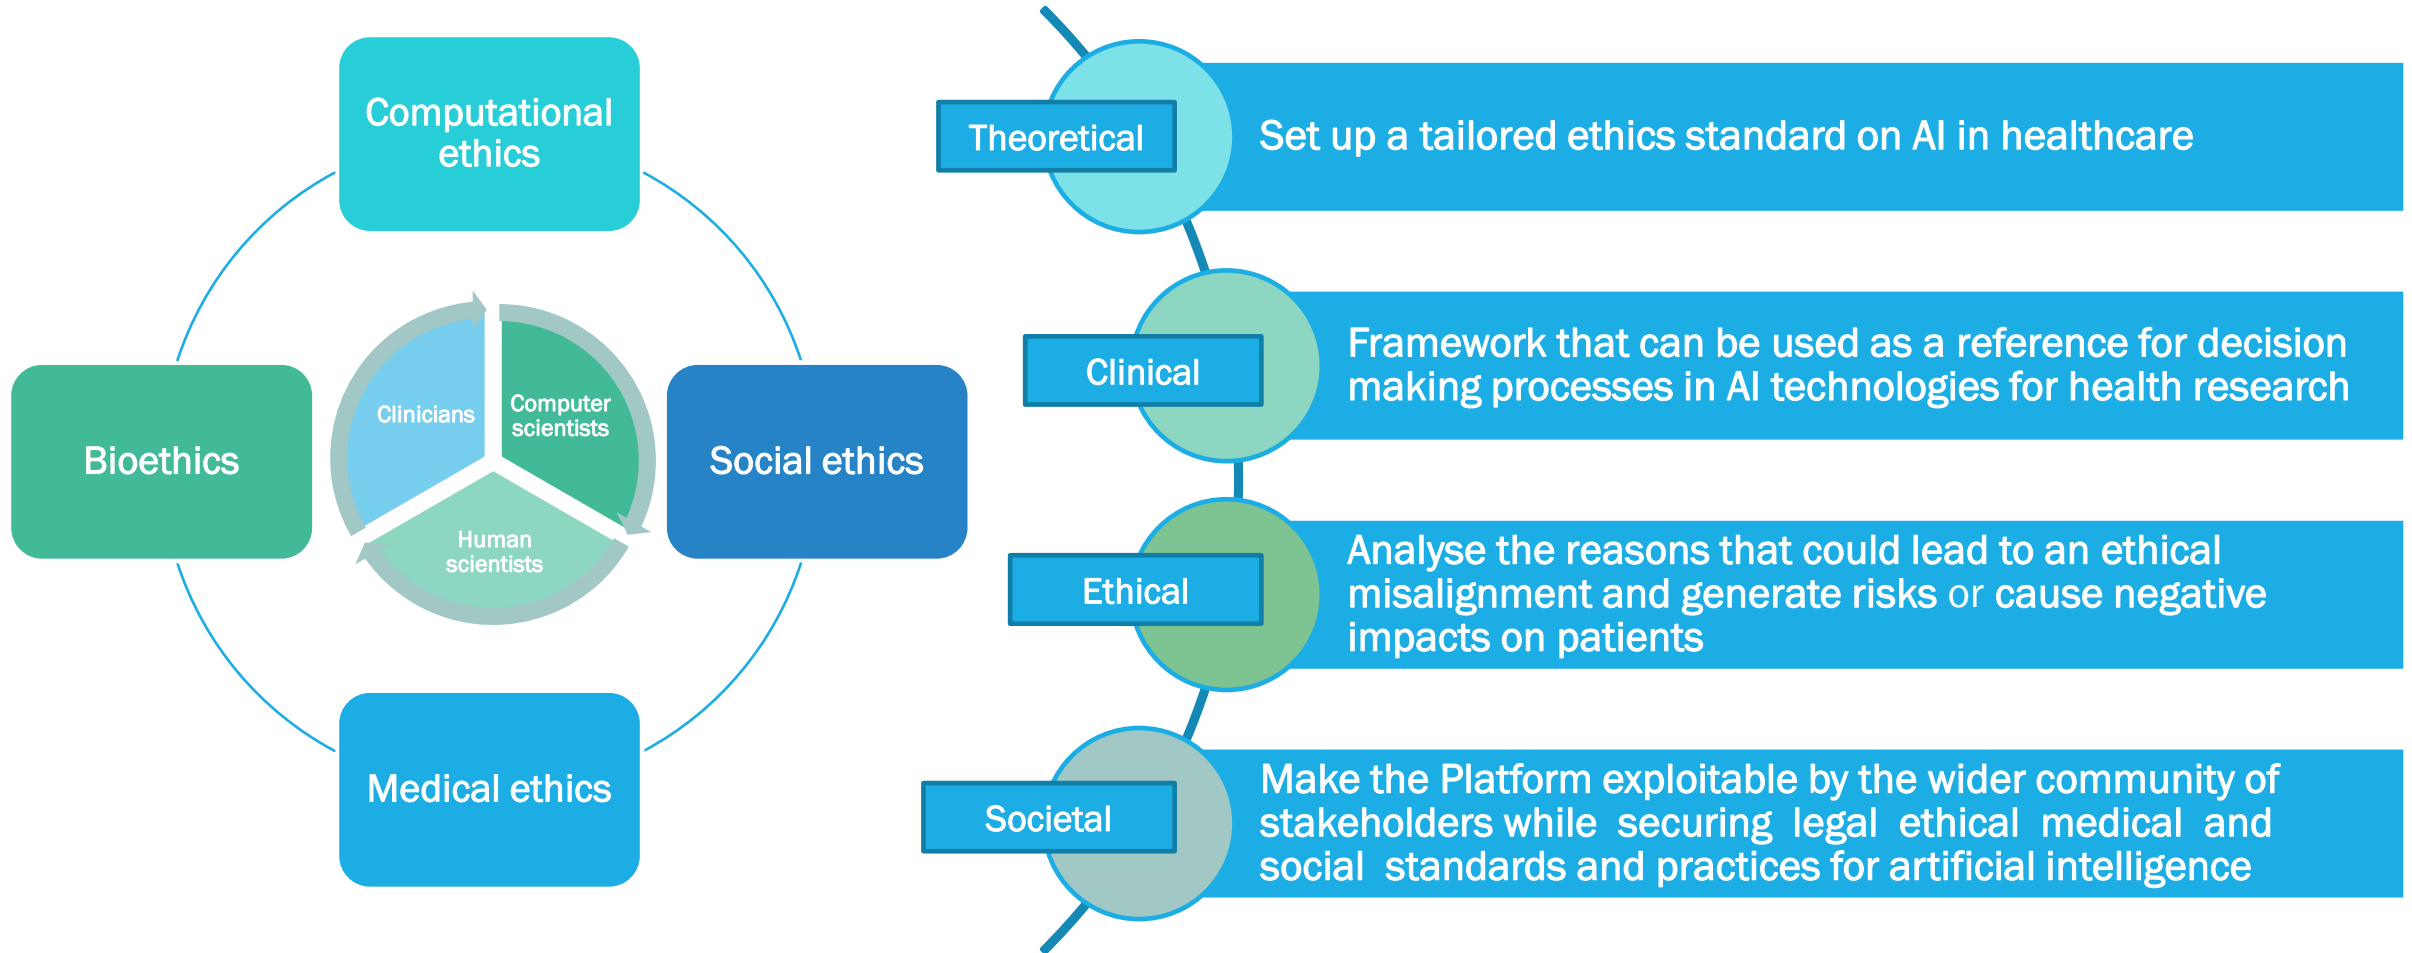 Computational
ethics
Bioethics
Clinicians
Computer
scientists
Human
scientists
Social ethics
Medical ethics
Theoretical
Set up a tailored ethics standard on AI in healthcare
Clinical
Framework that can be used as a reference for decision
making processes in AI technologies for health research
Ethical
Analyse the reasons that could lead to an ethical
misalignment and generate risks or cause negative
impacts on patients
Societal
Make the Platform exploitable by the wider community of
stakeholders while securing legal ethical medical and
social standards and practices for artificial intelligence